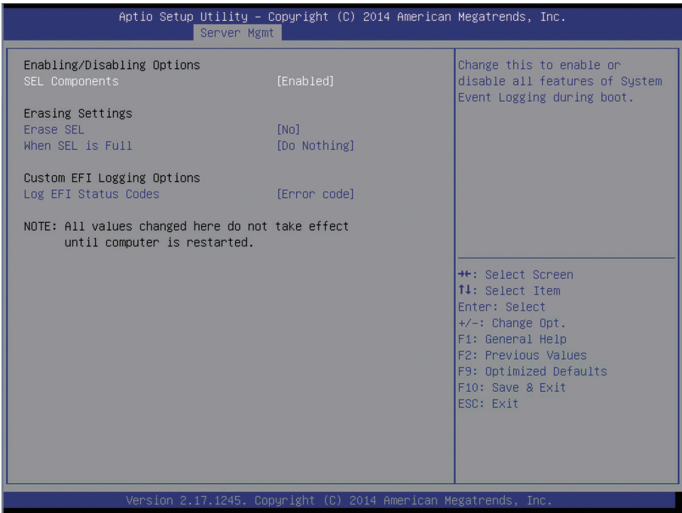 Aptio Setup Utility – Copyright (C) 2014 American Megatrends, Inc.
Server Mgmt
Enabling/Disabling Options
SEL Components [Enabled]
Erasing Settings
Erase SEL [No]
When SEL is Full [Do Nothing]
Custom EFI Logging Options
Log EFI Status Codes [Error code]
NOTE: All values changed here do not take effect
until computer is restarted.
Change this to enable or
disable all features of System
Event Logging during boot.
→←: Select Screen
↑↓: Select Item
Enter: Select
+/-: Change Opt.
F1: General Help
F2: Previous Values
F9: Optimized Defaults
F10: Save & Exit
ESC: Exit
Version 2.17.1245. Copyright (C) 2014 American Megatrends, Inc.